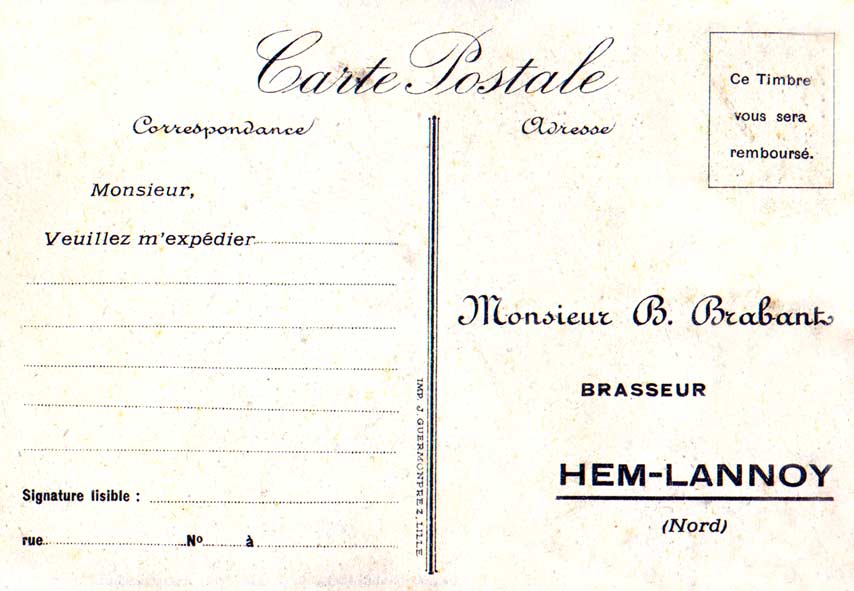 Carte Postale
Correspondance
Monsieur,
Veuillez m'expédier
Signature lisible :
rue Nº à
IMP. J. GUERMONPREZ, LILLE
Adresse
Ce Timbre
vous sera
remboursé.
Monsieur B. Brabant
BRASSEUR
HEM-LANNOY
(Nord)